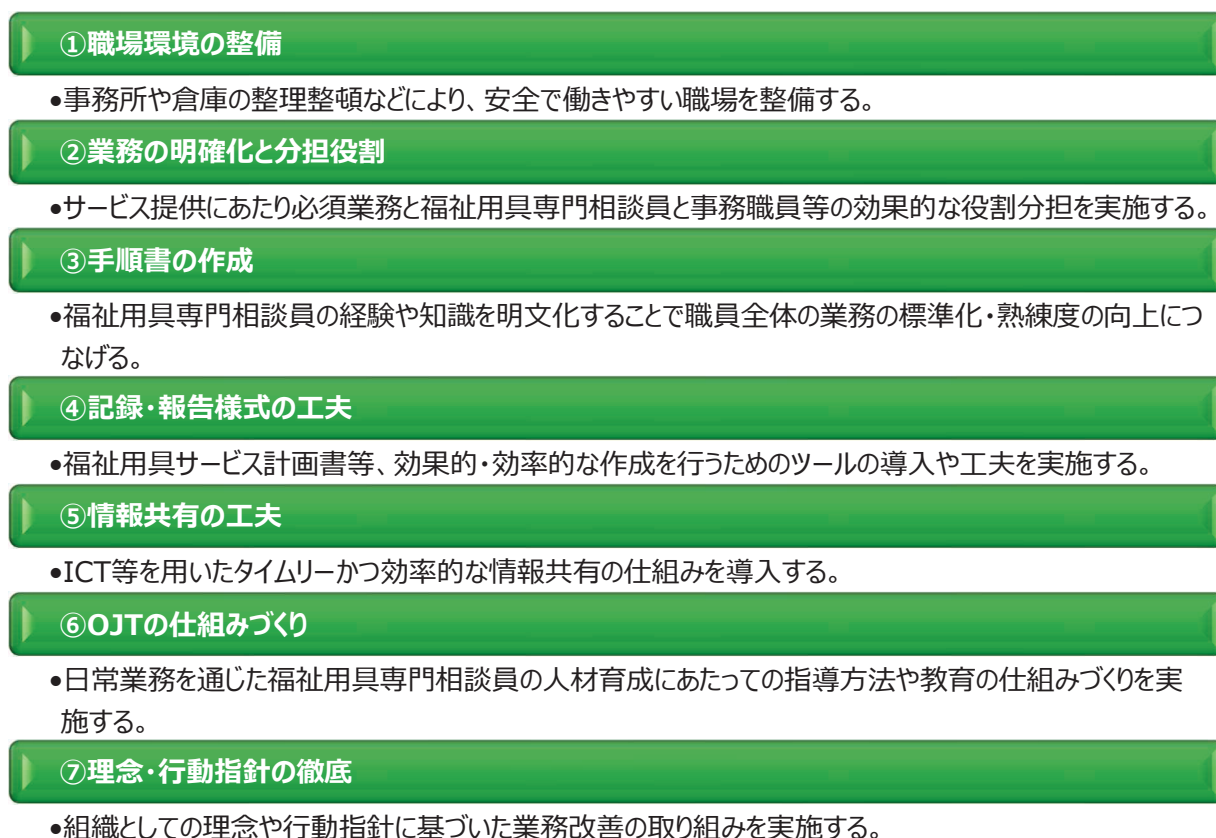 ①職場環境の整備
•事務所や倉庫の整理整頓などにより、安全で働きやすい職場を整備する。
②業務の明確化と分担役割
•サービス提供にあたり必須業務と福祉用具専門相談員と事務職員等の効果的な役割分担を実施する。
③手順書の作成
•福祉用具専門相談員の経験や知識を明文化することで職員全体の業務の標準化・熟練度の向上につ
なげる。
④記録・報告様式の工夫
•福祉用具サービス計画書等、効果的・効率的な作成を行うためのツールの導入や工夫を実施する。
⑤情報共有の工夫
•ICT等を用いたタイムリーかつ効率的な情報共有の仕組みを導入する。
⑥OJTの仕組みづくり
•日常業務を通じた福祉用具専門相談員の人材育成にあたっての指導方法や教育の仕組みづくりを実
施する。
⑦理念・行動指針の徹底
•組織としての理念や行動指針に基づいた業務改善の取り組みを実施する。